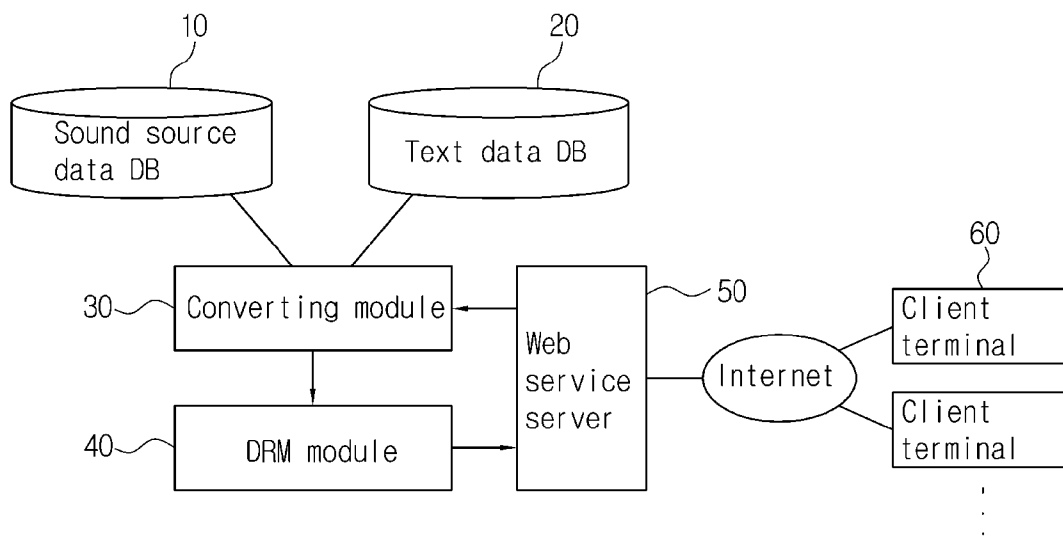 10
20
Sound source
data DB
Text data DB
60
30
Converting module
50
Client
terminal
Web
service
server
Internet
40
DRM module
Client
terminal